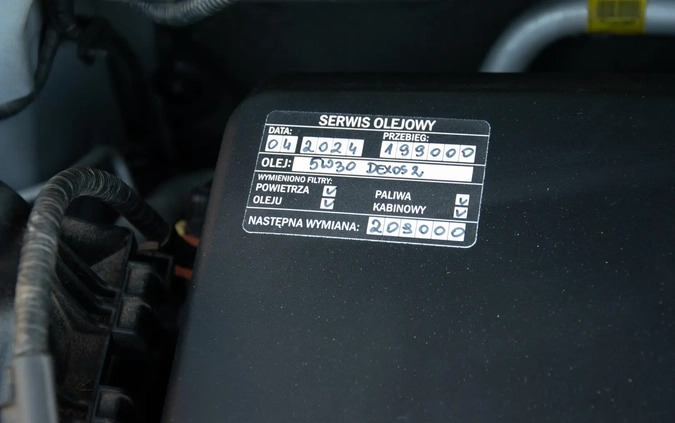 SERWIS OLEJOWY
DATA: PRZEBIEG:
04 2024 199000
OLEJ: 5W30 DEXOS 2
WYMIENIONO FILTRY:
POWIETRZA PALIWA
OLEJU KABINOWY
NASTĘPNA WYMIANA: 209000